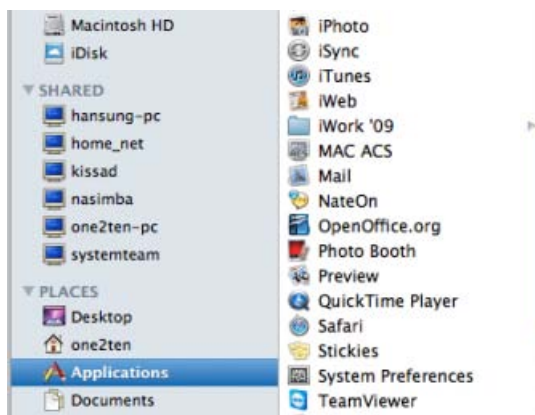 Macintosh HD
iDisk
SHARED
hansung-pc
home_net
kissad
nasimba
one2ten-pc
systemteam
PLACES
Desktop
one2ten
Applications
Documents
iPhoto
iSync
iTunes
iWeb
iWork '09
MAC ACS
Mail
NateOn
OpenOffice.org
Photo Booth
Preview
QuickTime Player
Safari
Stickies
System Preferences
TeamViewer